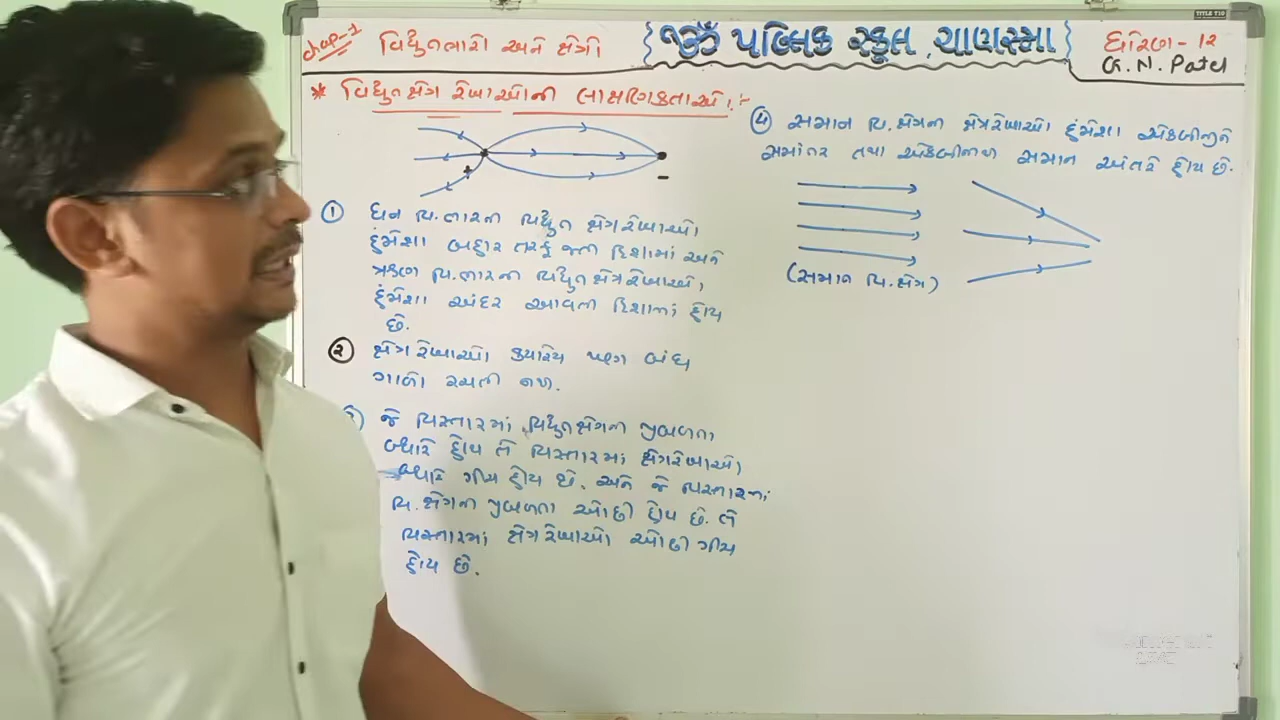 chap-1
વિદ્યુતભારો અને ક્ષેત્રો
જીઁ પબ્લિક સ્કુલ, ચાણસ્મા
ધોરણ - 12
G. N. Patel
* વિદ્યુતક્ષેત્ર રેખાઓની લાક્ષણિકતાઓ :-
+
−
① ધન વિ.ભારની વિદ્યુત ક્ષેત્રરેખાઓ
હંમેશા બહાર તરફ જતી દિશામાં અને
ઋણ વિ.ભારની વિદ્યુતક્ષેત્રરેખાઓ,
હંમેશા અંદર આવતી દિશામાં હોય
છે.
② ક્ષેત્રરેખાઓ ક્યારેય પણ બંધ
ગાળો રચતી નથી.
જે વિસ્તારમાં વિદ્યુતક્ષેત્રની પ્રબળતા
વધારે હોય તે વિસ્તારમાં ક્ષેત્રરેખાઓ
વધારે ગીચ હોય છે. અને જે વિસ્તારમાં
વિ.ક્ષેત્રની પ્રબળતા ઓછી હોય છે. તે
વિસ્તારમાં ક્ષેત્રરેખાઓ ઓછી ગીચ
હોય છે.
④ સમાન વિ.ક્ષેત્રની ક્ષેત્રરેખાઓ હંમેશા એકબીજાને
સમાંતર તથા એકબીજાથી સમાન અંતરે હોય છે.
(સમાન વિ.ક્ષેત્ર)